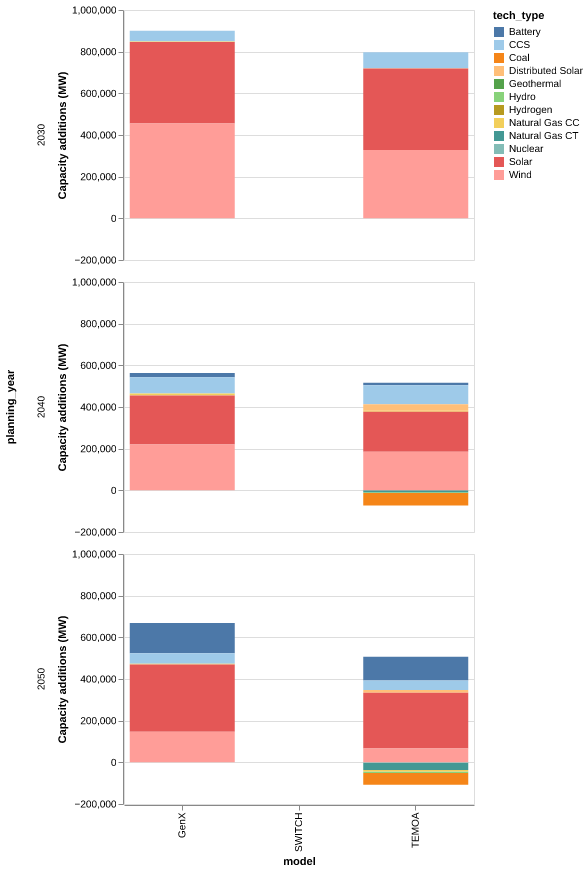 tech_type
Battery
CCS
Coal
Distributed Solar
Geothermal
Hydro
Hydrogen
Natural Gas CC
Natural Gas CT
Nuclear
Solar
Wind
planning_year
2030
Capacity additions (MW)
1,000,000
800,000
600,000
400,000
200,000
0
−200,000
2040
Capacity additions (MW)
1,000,000
800,000
600,000
400,000
200,000
0
−200,000
2050
Capacity additions (MW)
1,000,000
800,000
600,000
400,000
200,000
0
−200,000
GenX
SWITCH
TEMOA
model